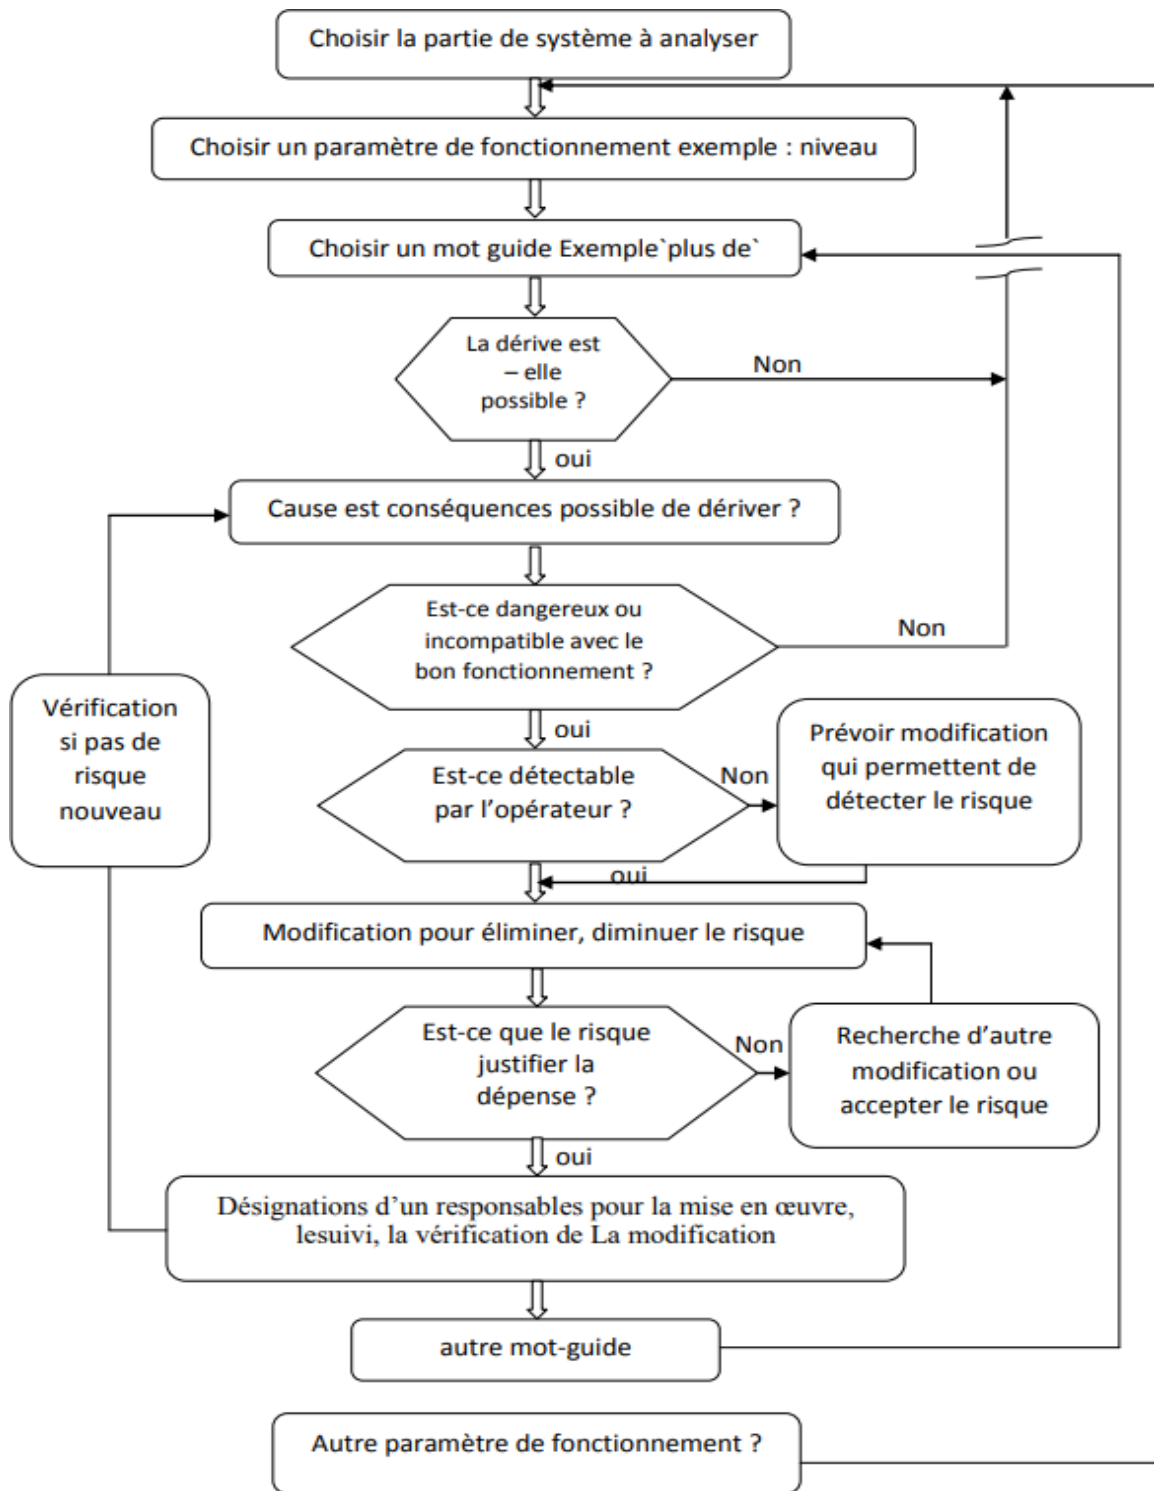 Choisir la partie de système à analyser
Choisir un paramètre de fonctionnement exemple : niveau
Choisir un mot guide Exemple`plus de`
La dérive est
– elle
possible ?
Non
oui
Cause est conséquences possible de dériver ?
Est-ce dangereux ou
incompatible avec le
bon fonctionnement ?
Non
oui
Vérification
si pas de
risque
nouveau
Est-ce détectable
par l’opérateur ?
Non
Prévoir modification
qui permettent de
détecter le risque
oui
Modification pour éliminer, diminuer le risque
Est-ce que le risque
justifier la
dépense ?
Non
Recherche d’autre
modification ou
accepter le risque
oui
Désignations d’un responsables pour la mise en œuvre,
lesuivi, la vérification de La modification
autre mot-guide
Autre paramètre de fonctionnement ?